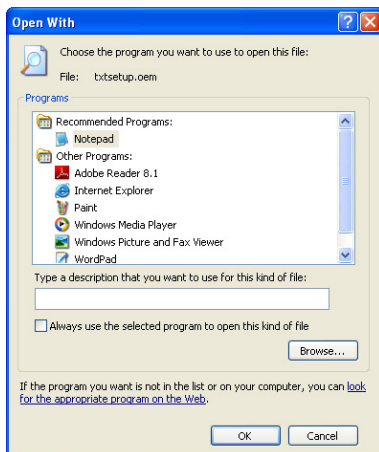 Open With
Choose the program you want to use to open this file:
File: txtsetup.oem
Programs
Recommended Programs:
Notepad
Other Programs:
Adobe Reader 8.1
Internet Explorer
Paint
Windows Media Player
Windows Picture and Fax Viewer
WordPad
Type a description that you want to use for this kind of file:
Always use the selected program to open this kind of file
Browse...
If the program you want is not in the list or on your computer, you can look
for the appropriate program on the Web.
OK Cancel